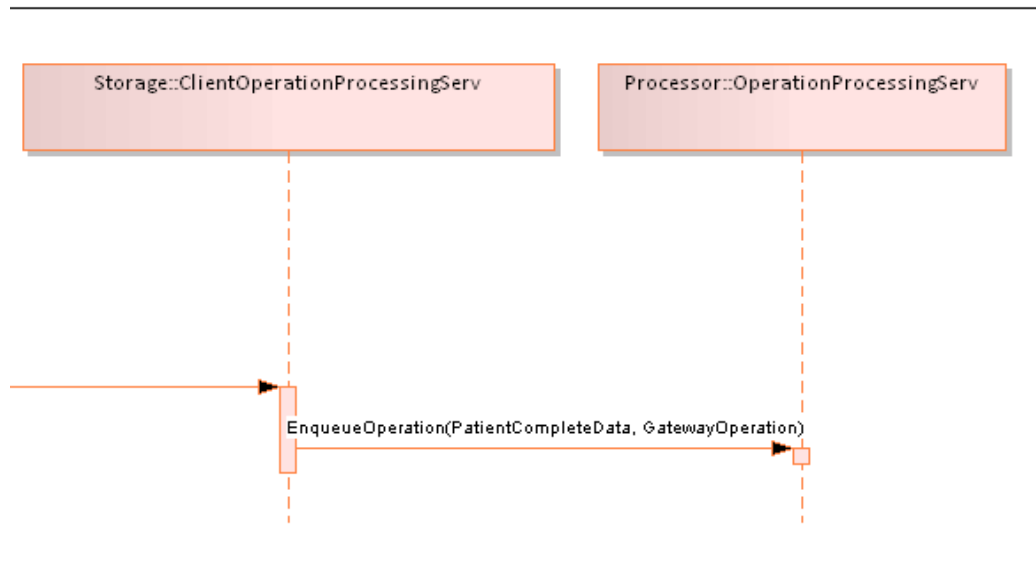 Storage::ClientOperationProcessingServ
Processor::OperationProcessingServ
EnqueueOperation(PatientCompleteData, GatewayOperation)